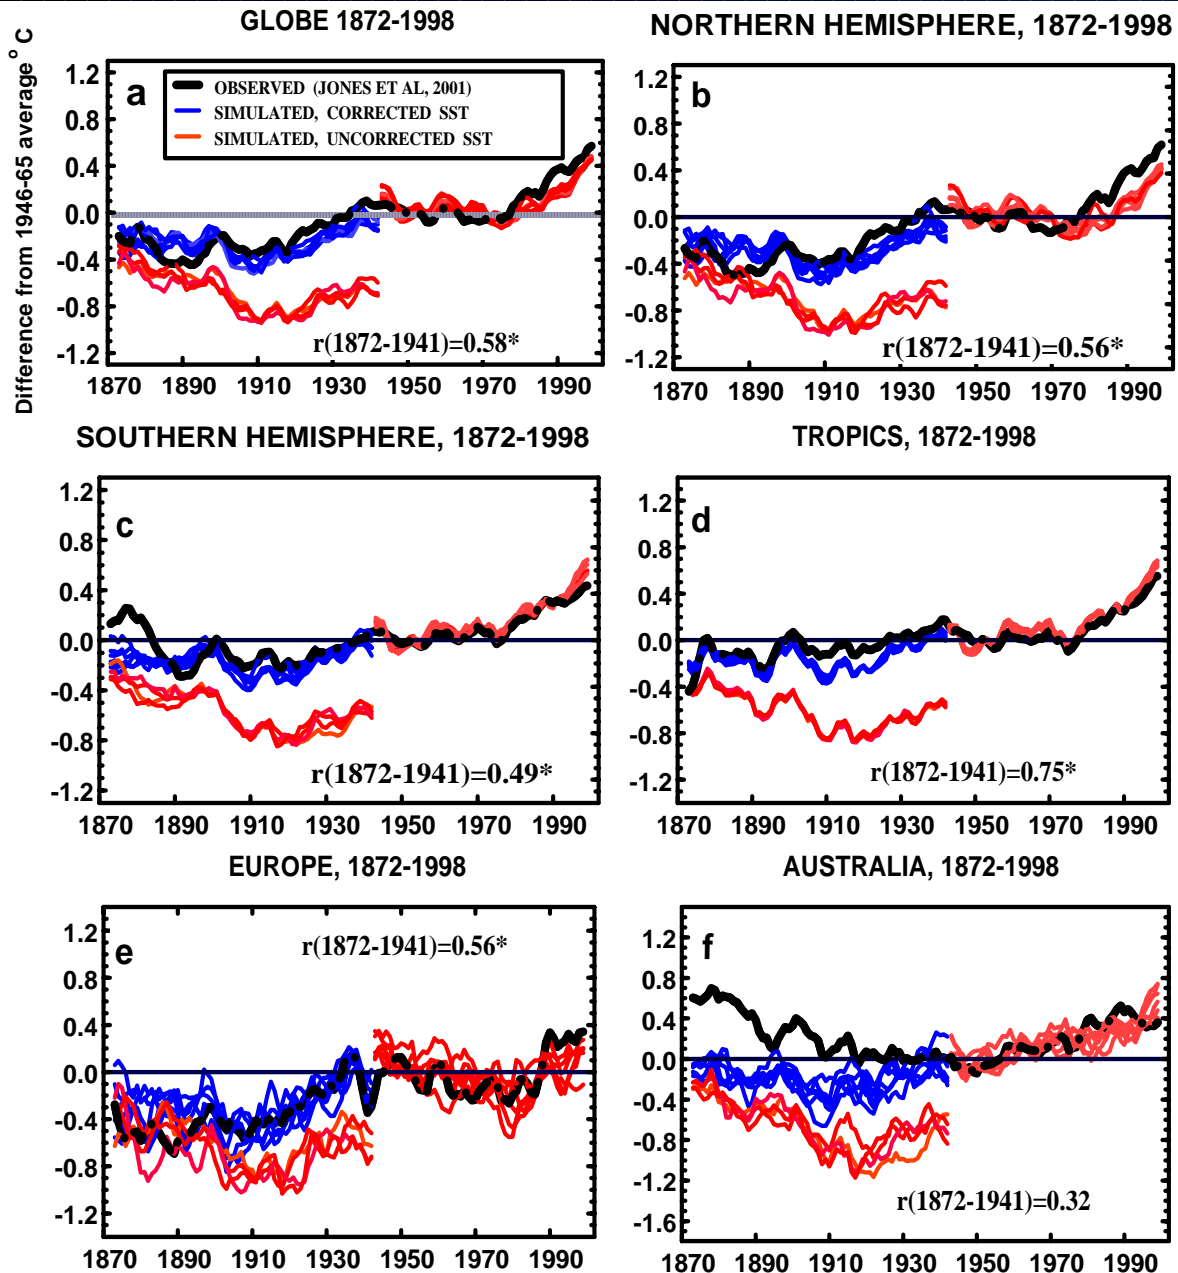 GLOBE 1872-1998
NORTHERN HEMISPHERE, 1872-1998
Difference from 1946-65 average °C
a
OBSERVED (JONES ET AL, 2001)
SIMULATED, CORRECTED SST
SIMULATED, UNCORRECTED SST
1.2
0.8
0.4
0.0
-0.4
-0.8
-1.2
r(1872-1941)=0.58*
1870 1890 1910 1930 1950 1970 1990
b
1.2
0.8
0.4
0.0
-0.4
-0.8
-1.2
r(1872-1941)=0.56*
1870 1890 1910 1930 1950 1970 1990
SOUTHERN HEMISPHERE, 1872-1998
TROPICS, 1872-1998
c
1.2
0.8
0.4
0.0
-0.4
-0.8
-1.2
r(1872-1941)=0.49*
1870 1890 1910 1930 1950 1970 1990
d
1.2
0.8
0.4
0.0
-0.4
-0.8
-1.2
r(1872-1941)=0.75*
1870 1890 1910 1930 1950 1970 1990
EUROPE, 1872-1998
AUSTRALIA, 1872-1998
e
r(1872-1941)=0.56*
1.2
0.8
0.4
0.0
-0.4
-0.8
-1.2
1870 1890 1910 1930 1950 1970 1990
f
1.2
0.8
0.4
0.0
-0.4
-0.8
-1.2
-1.6
r(1872-1941)=0.32
1870 1890 1910 1930 1950 1970 1990